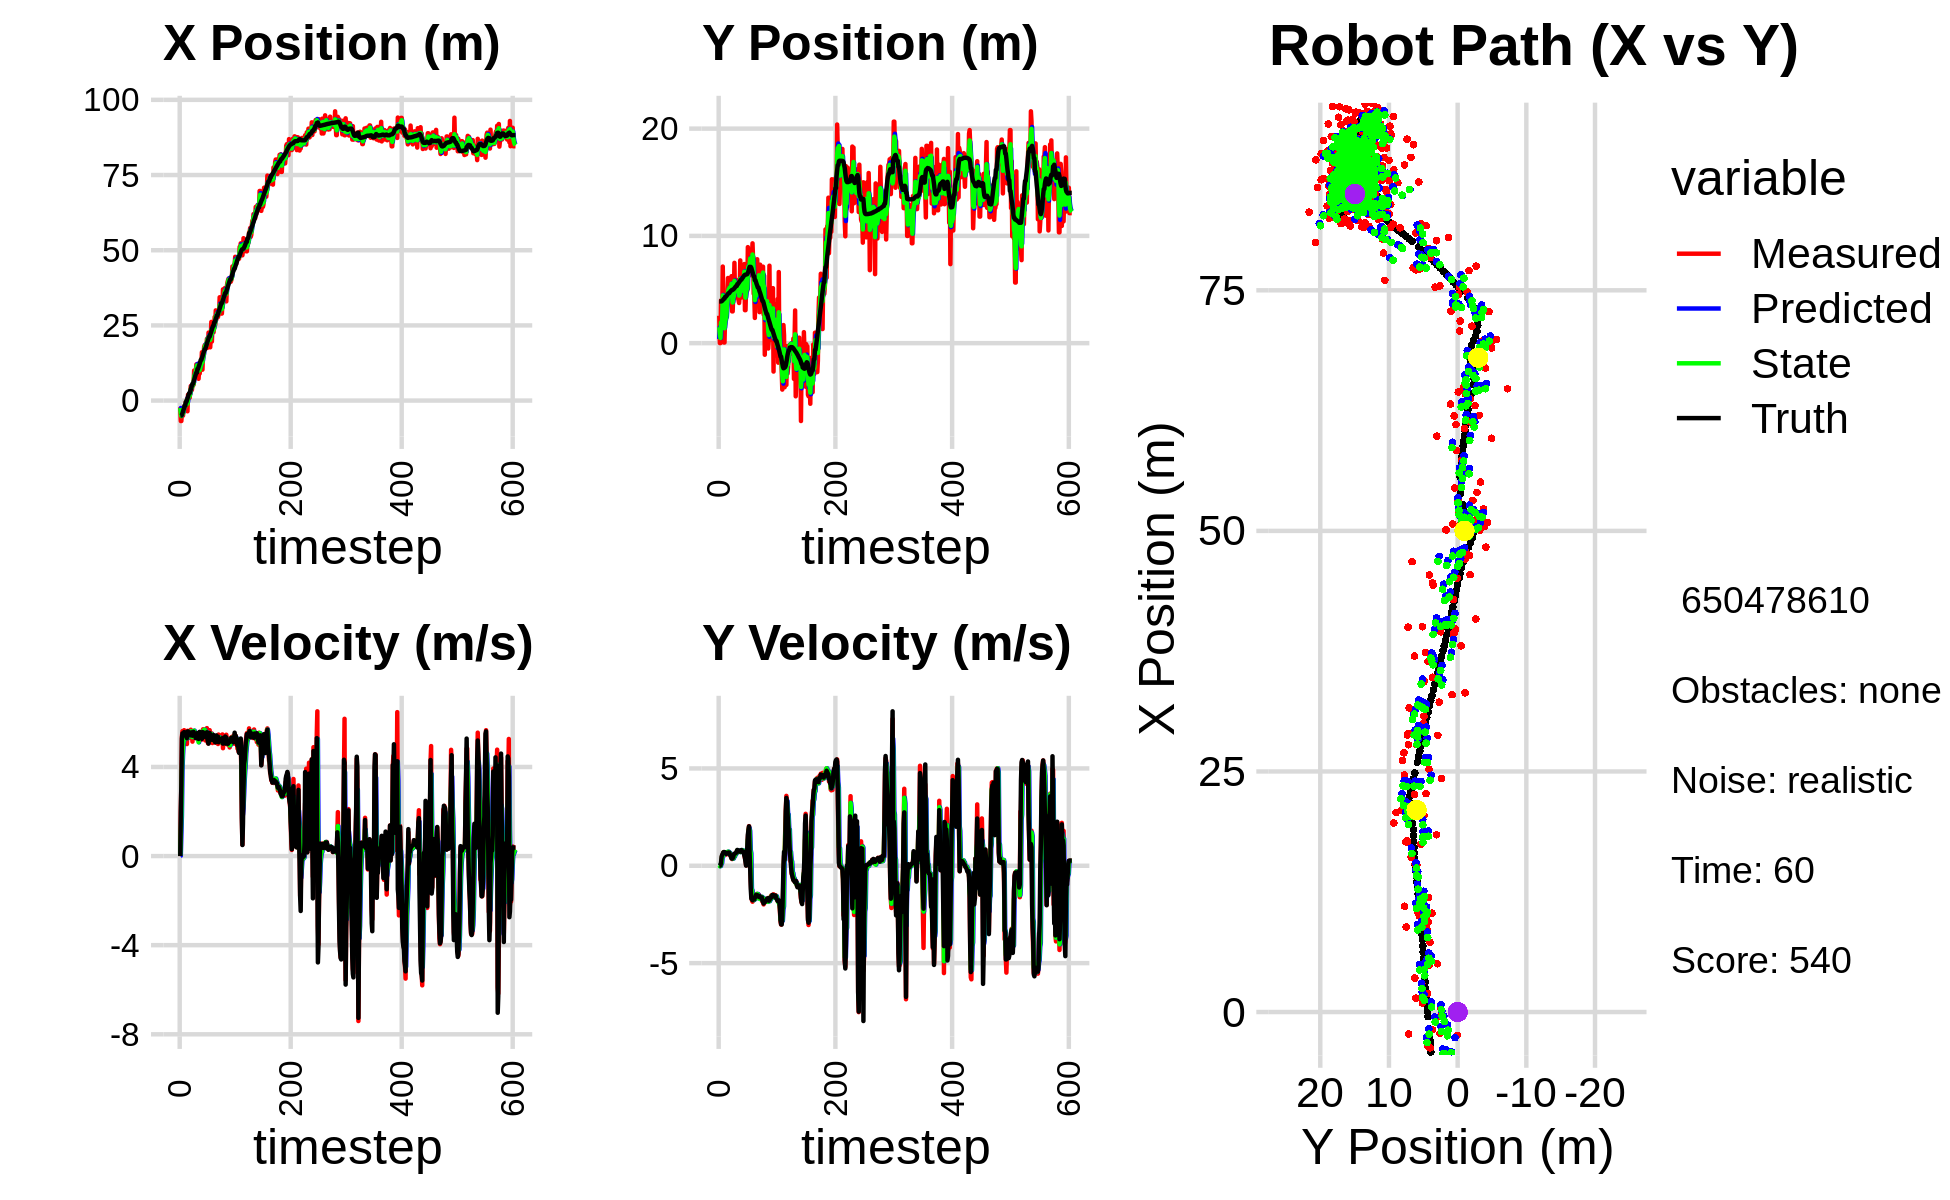 X Position (m)
100
75
50
25
0
0
200
400
600
timestep
Y Position (m)
20
10
0
0
200
400
600
timestep
X Velocity (m/s)
4
0
-4
-8
0
200
400
600
timestep
Y Velocity (m/s)
5
0
-5
0
200
400
600
timestep
Robot Path (X vs Y)
X Position (m)
75
50
25
0
20 10 0 -10 -20
Y Position (m)
variable
Measured
Predicted
State
Truth
650478610
Obstacles: none
Noise: realistic
Time: 60
Score: 540